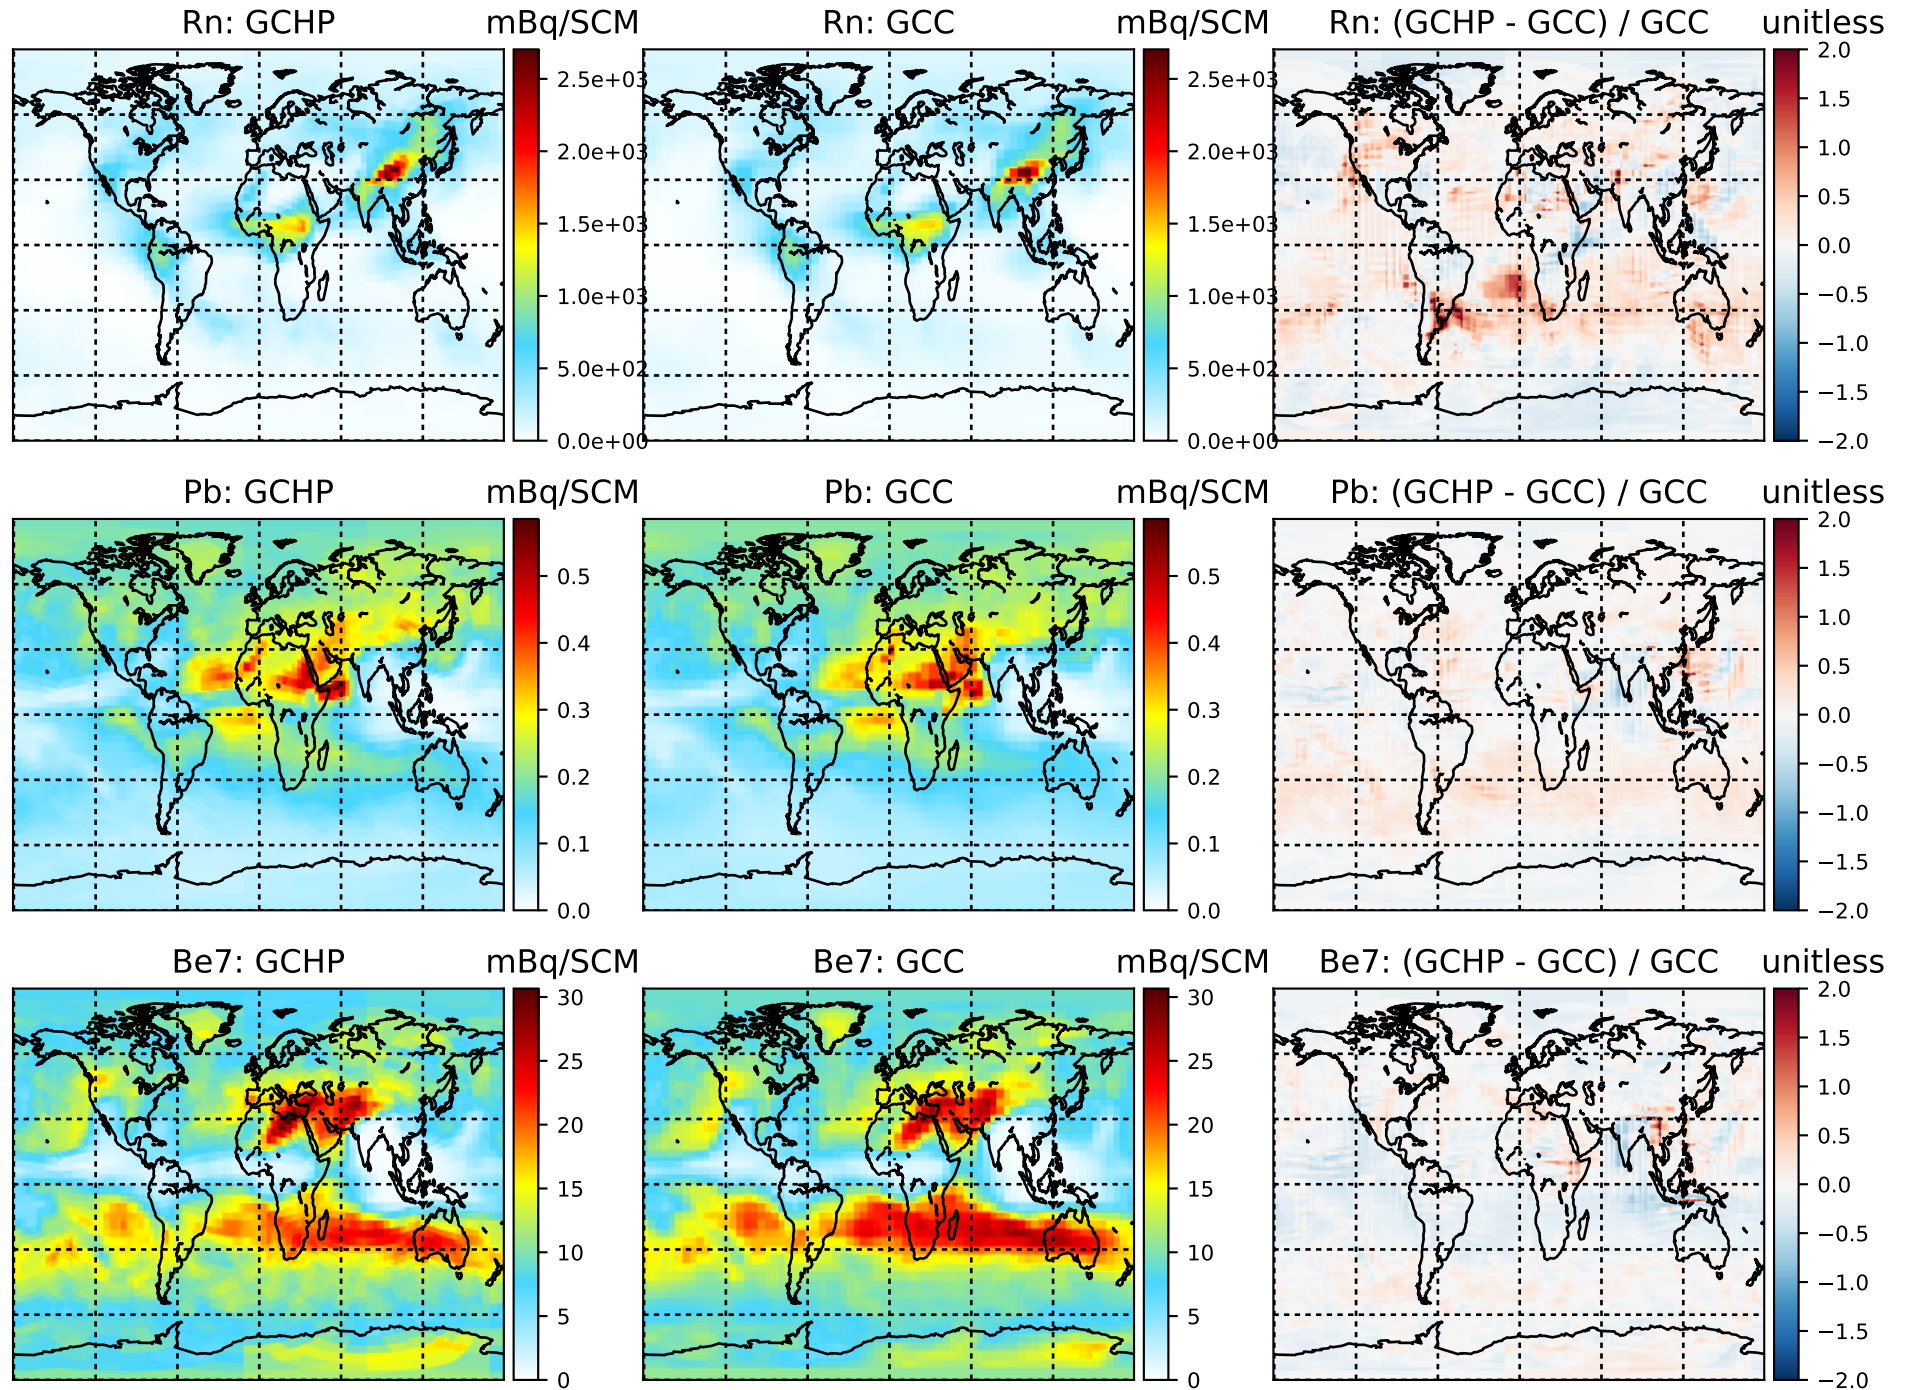 Rn: GCHP
mBq/SCM
2.5e+03
2.0e+03
1.5e+03
1.0e+03
5.0e+02
0.0e+00
Rn: GCC
mBq/SCM
2.5e+03
2.0e+03
1.5e+03
1.0e+03
5.0e+02
0.0e+00
Rn: (GCHP - GCC) / GCC
unitless
2.0
1.5
1.0
0.5
0.0
−0.5
−1.0
−1.5
−2.0
Pb: GCHP
mBq/SCM
0.5
0.4
0.3
0.2
0.1
0.0
Pb: GCC
mBq/SCM
0.5
0.4
0.3
0.2
0.1
0.0
Pb: (GCHP - GCC) / GCC
unitless
2.0
1.5
1.0
0.5
0.0
−0.5
−1.0
−1.5
−2.0
Be7: GCHP
mBq/SCM
30
25
20
15
10
5
0
Be7: GCC
mBq/SCM
30
25
20
15
10
5
0
Be7: (GCHP - GCC) / GCC
unitless
2.0
1.5
1.0
0.5
0.0
−0.5
−1.0
−1.5
−2.0